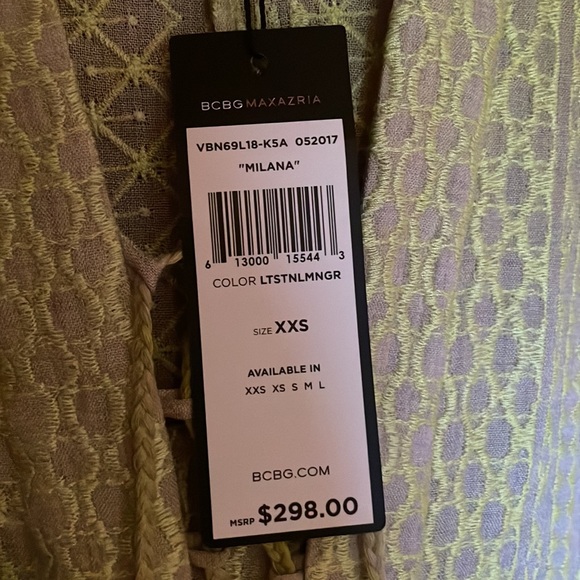 BCBGMAXAZRIA
VBN69L18-K5A 052017
"MILANA"
6 13000 15544 3
COLOR LTSTNLMNGR
SIZE XXS
AVAILABLE IN
XXS XS S M L
BCBG.COM
MSRP $298.00